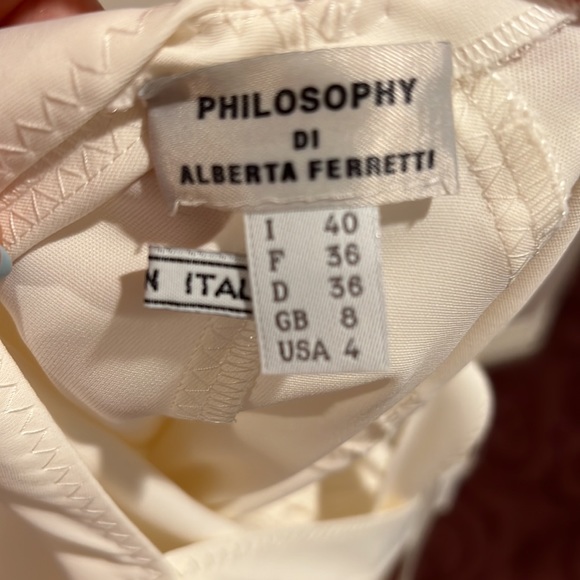 PHILOSOPHY
DI
ALBERTA FERRETTI
I 40
F 36
D 36
GB 8
USA 4
N ITAL